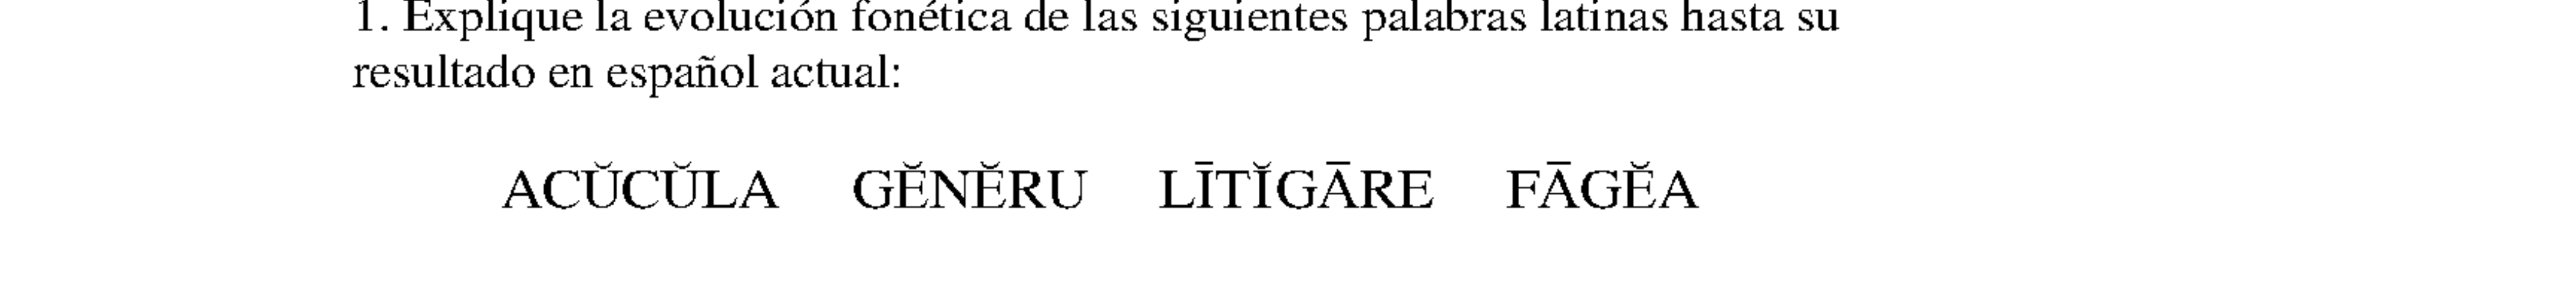 1. Explique la evolución fonética de las siguientes palabras latinas hasta su
resultado en español actual:
ACŬCŬLA GĔNĔRU LĪTĬGĀRE FĀGĔA